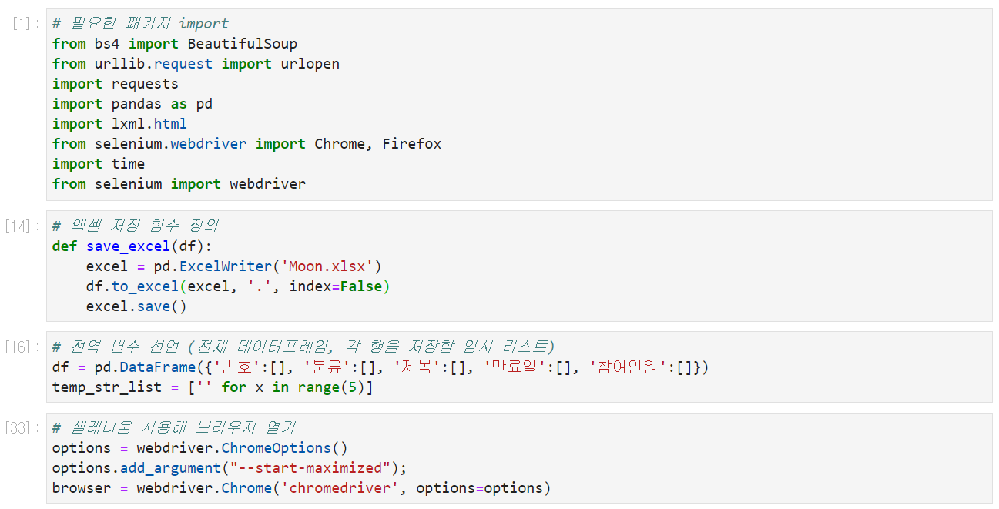 [1]:
# 필요한 패키지 import
from bs4 import BeautifulSoup
from urllib.request import urlopen
import requests
import pandas as pd
import lxml.html
from selenium.webdriver import Chrome, Firefox
import time
from selenium import webdriver
[14]:
# 엑셀 저장 함수 정의
def save_excel(df):
    excel = pd.ExcelWriter('Moon.xlsx')
    df.to_excel(excel, '.', index=False)
    excel.save()
[16]:
# 전역 변수 선언 (전체 데이터프레임, 각 행을 저장할 임시 리스트)
df = pd.DataFrame({'번호':[], '분류':[], '제목':[], '만료일':[], '참여인원':[]})
temp_str_list = ['' for x in range(5)]
[33]:
# 셀레니움 사용해 브라우저 열기
options = webdriver.ChromeOptions()
options.add_argument("--start-maximized");
browser = webdriver.Chrome('chromedriver', options=options)